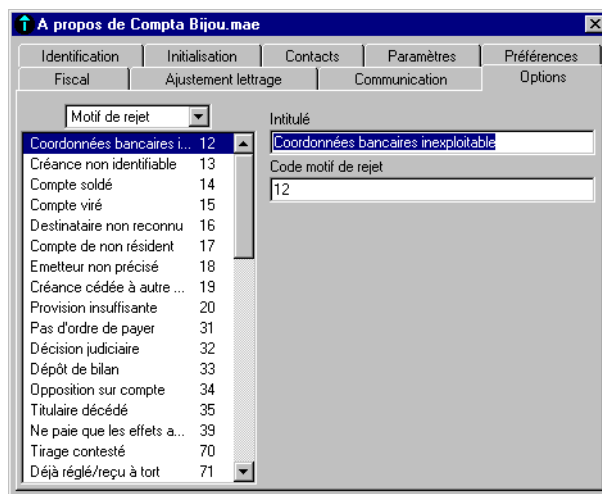 A propos de Compta Bijou.mae
Identification Initialisation Contacts Paramètres Préférences
Fiscal Ajustement lettrage Communication Options
Motif de rejet
Coordonnées bancaires i... 12
Créance non identifiable 13
Compte soldé 14
Compte viré 15
Destinataire non reconnu 16
Compte de non résident 17
Emetteur non précisé 18
Créance cédée à autre ... 19
Provision insuffisante 20
Pas d'ordre de payer 31
Décision judiciaire 32
Dépôt de bilan 33
Opposition sur compte 34
Titulaire décédé 35
Ne paie que les effets a... 39
Tirage contesté 70
Déjà réglé/reçu à tort 71
Intitulé
Coordonnées bancaires inexploitable
Code motif de rejet
12